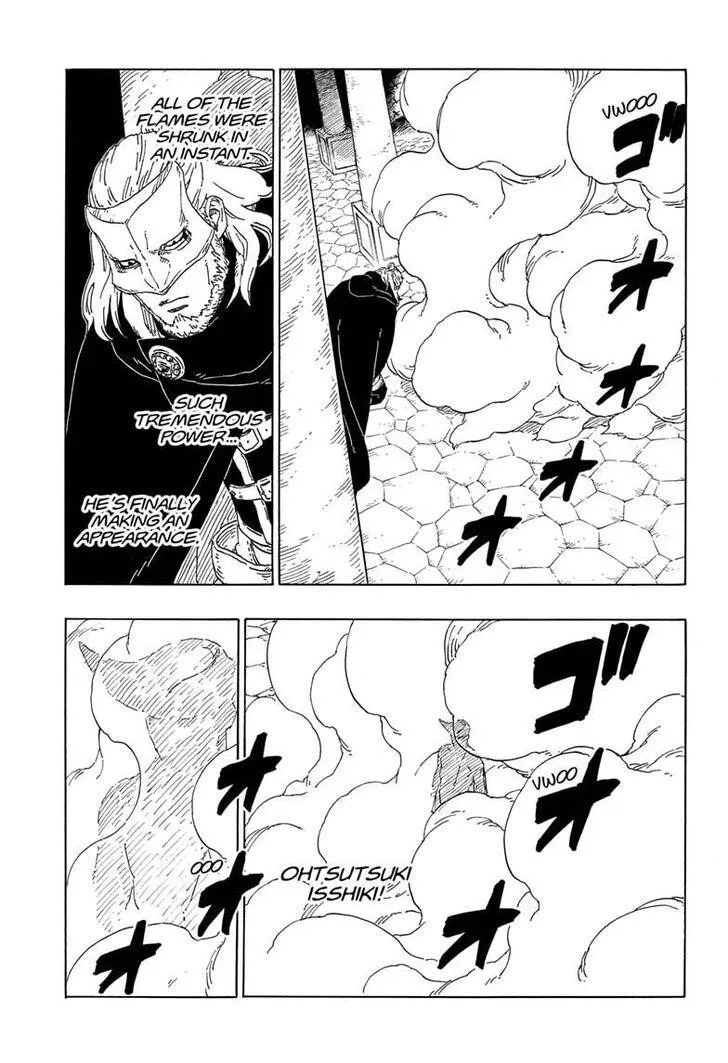 VWOOO
ゴ
オ
オ
オ
オ
ALL OF THE
FLAMES WERE
SHRUNK IN
AN INSTANT.
SUCH
TREMENDOUS
POWER...
HE'S FINALLY
MAKING AN
APPEARANCE.
ゴ
VWOO
オ
オ
OHTSUTSUKI
ISSHIKI!
オ
OOO
オ
オ